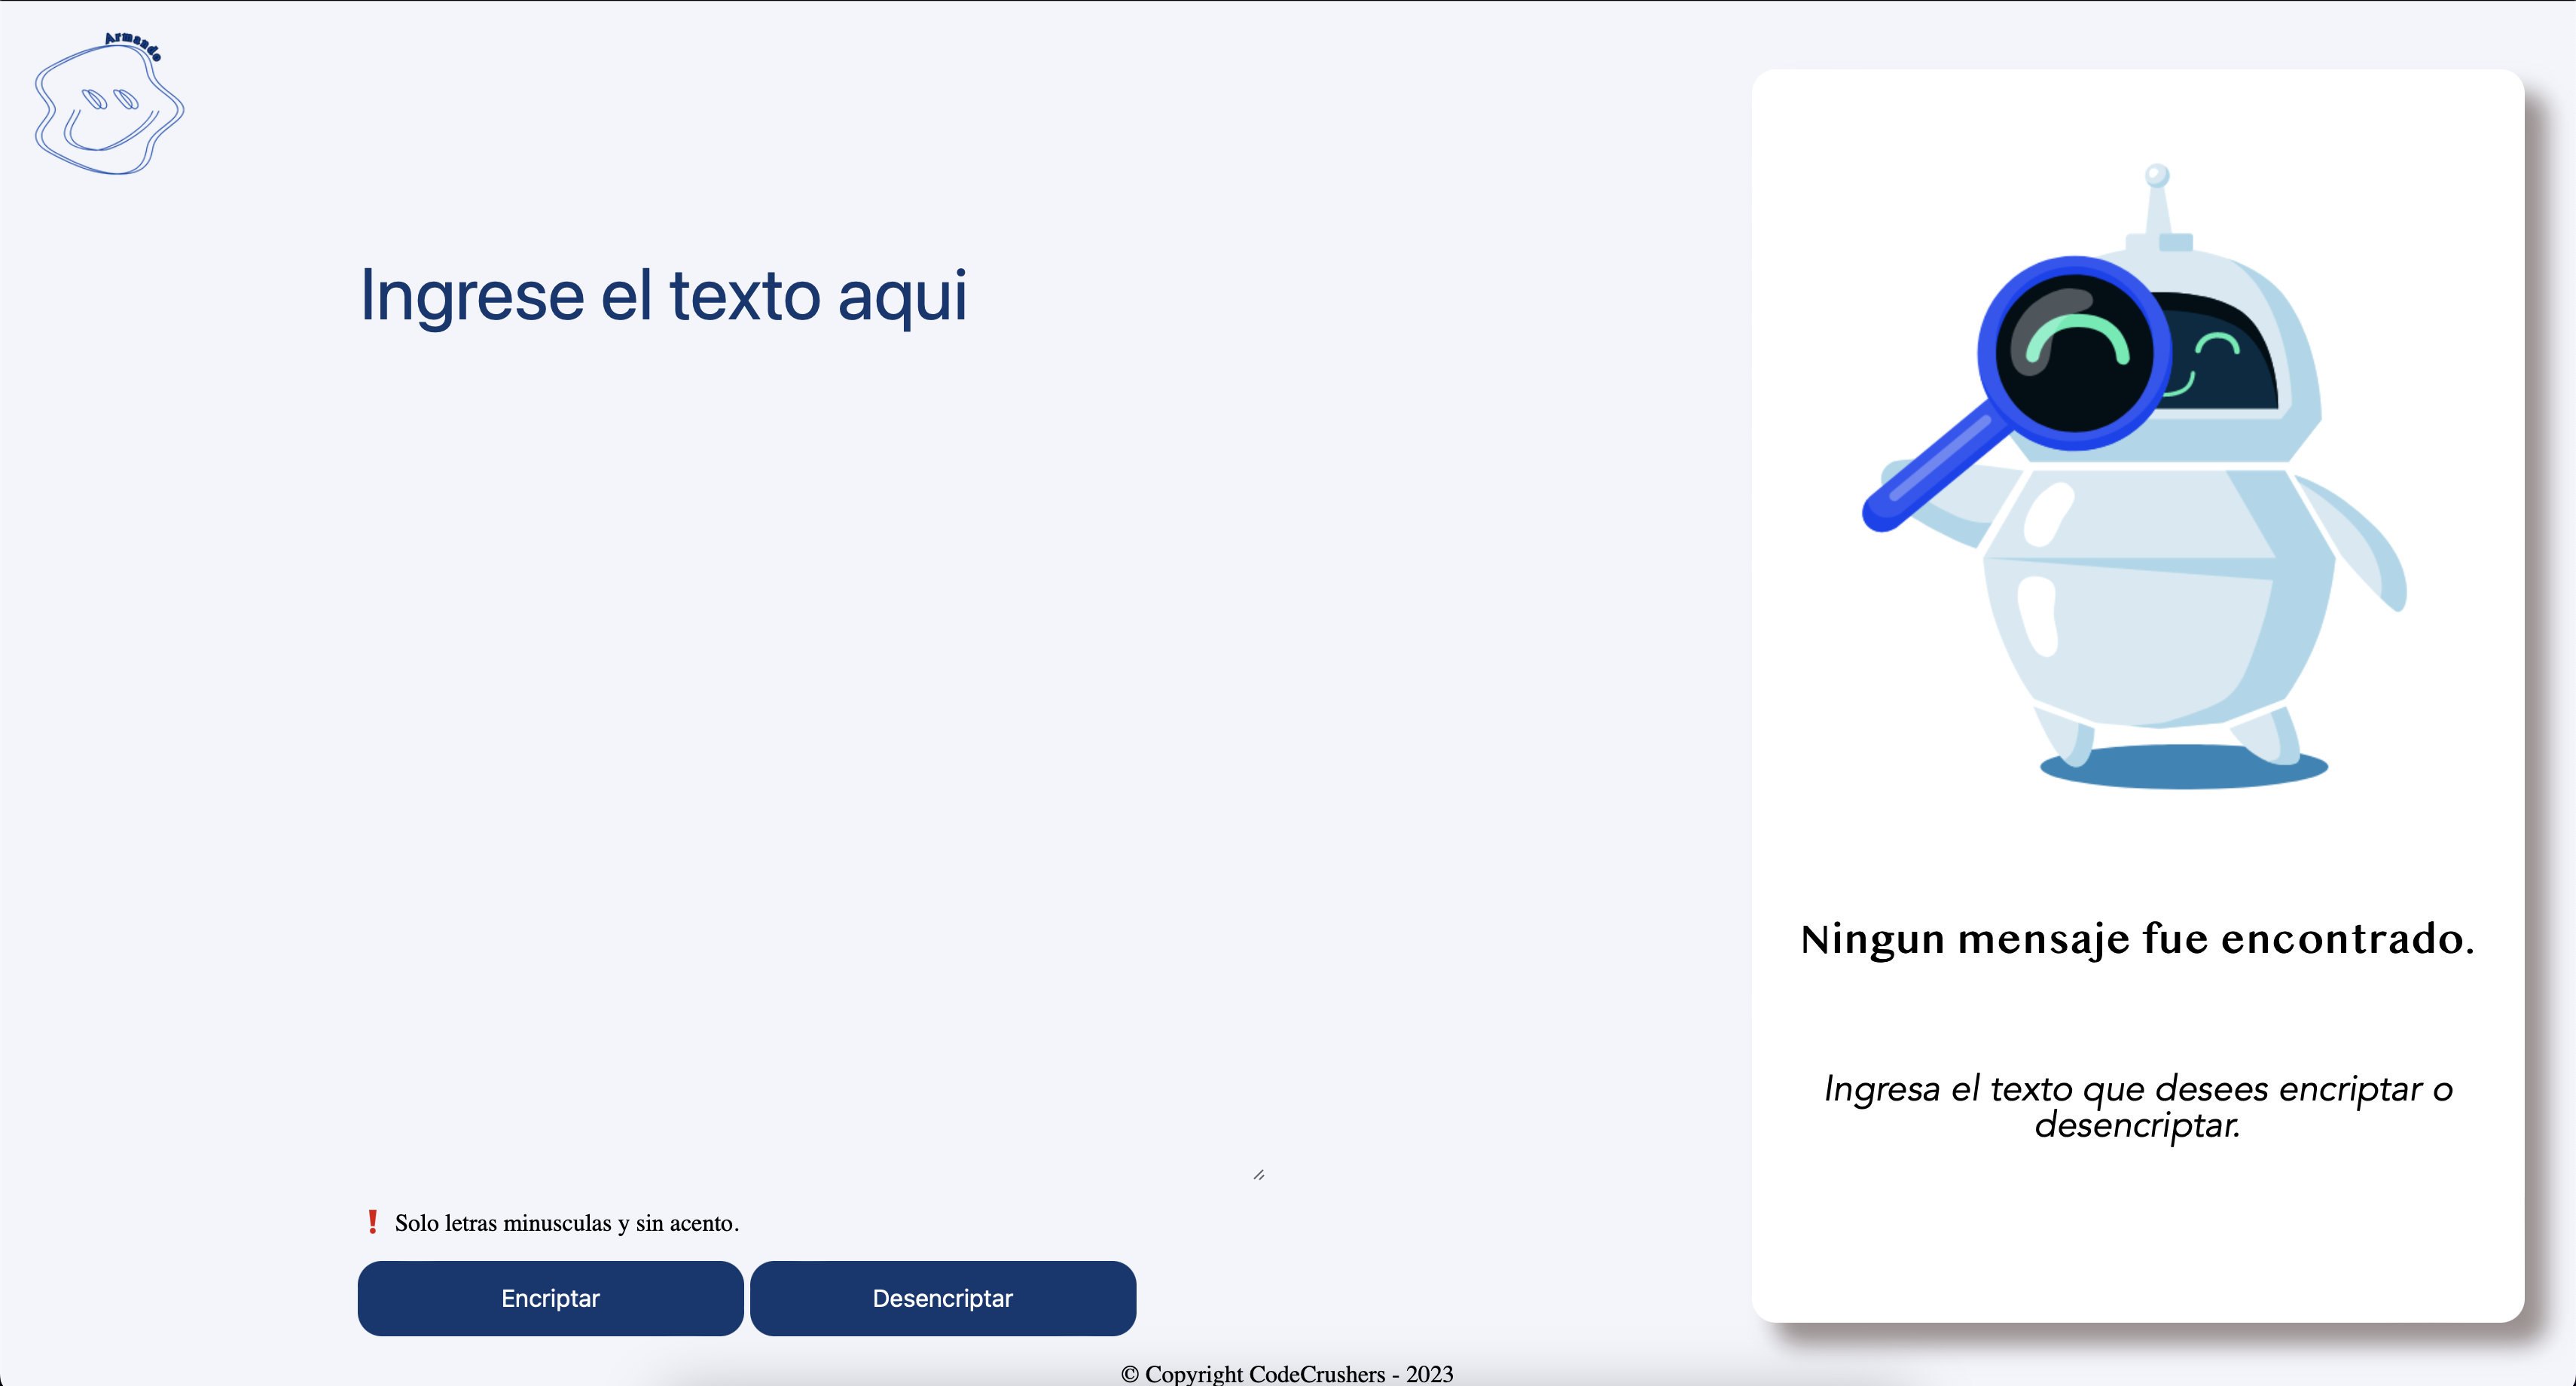 Armando
Ingrese el texto aqui
Ningun mensaje fue encontrado.
Ingresa el texto que desees encriptar o
desencriptar.
❗ Solo letras minusculas y sin acento.
Encriptar
Desencriptar
© Copyright CodeCrushers - 2023